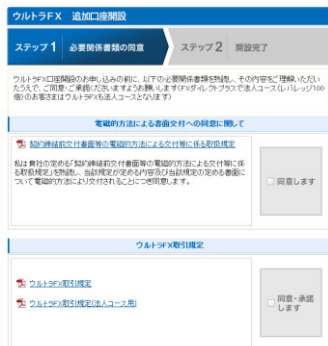 ウルトラFX 追加口座開設
ステップ1 必要関係書類の同意 ステップ2 開設完了
ウルトラFX口座開設のお申し込みの前に、以下の必要関係書類を熟読し、その内容をご理解いただい
たうえで、ご同意・ご承諾くださいますようお願いします(FXダイレクトプラスで法人コース(レバレッジ100
倍)のお客さまはウルトラFXも法人コースとなります)
電磁的方法による書面交付への同意に関して
契約締結前交付書面等の電磁的方法による交付等に係る取扱規定
私は貴社の定める「契約締結前交付書面等の電磁的方法による交付等に係
る取扱規定」を熟読し、当該規定が定める内容及び当該規定の定める書面に
ついて電磁的方法により交付されることにつき同意します。
同意します
ウルトラFX取引規定
ウルトラFX取引規定
ウルトラFX取引規定(法人コース用)
同意・承諾
します